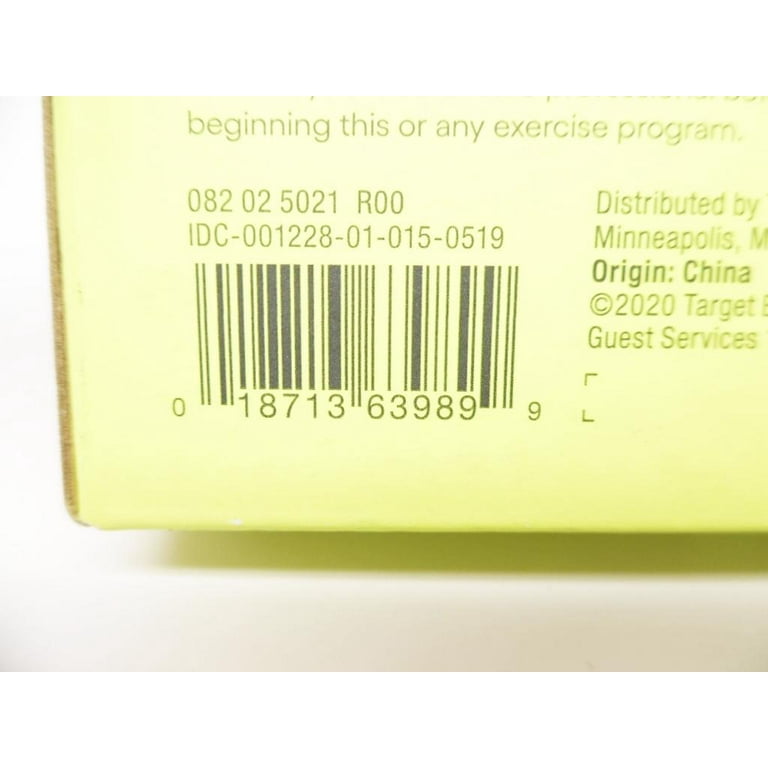 beginning this or any exercise program.
082 02 5021 R00
IDC-001228-01-015-0519
0 18713 63989 9
Distributed by
Minneapolis,
Origin: China
©2020 Target
Guest Services